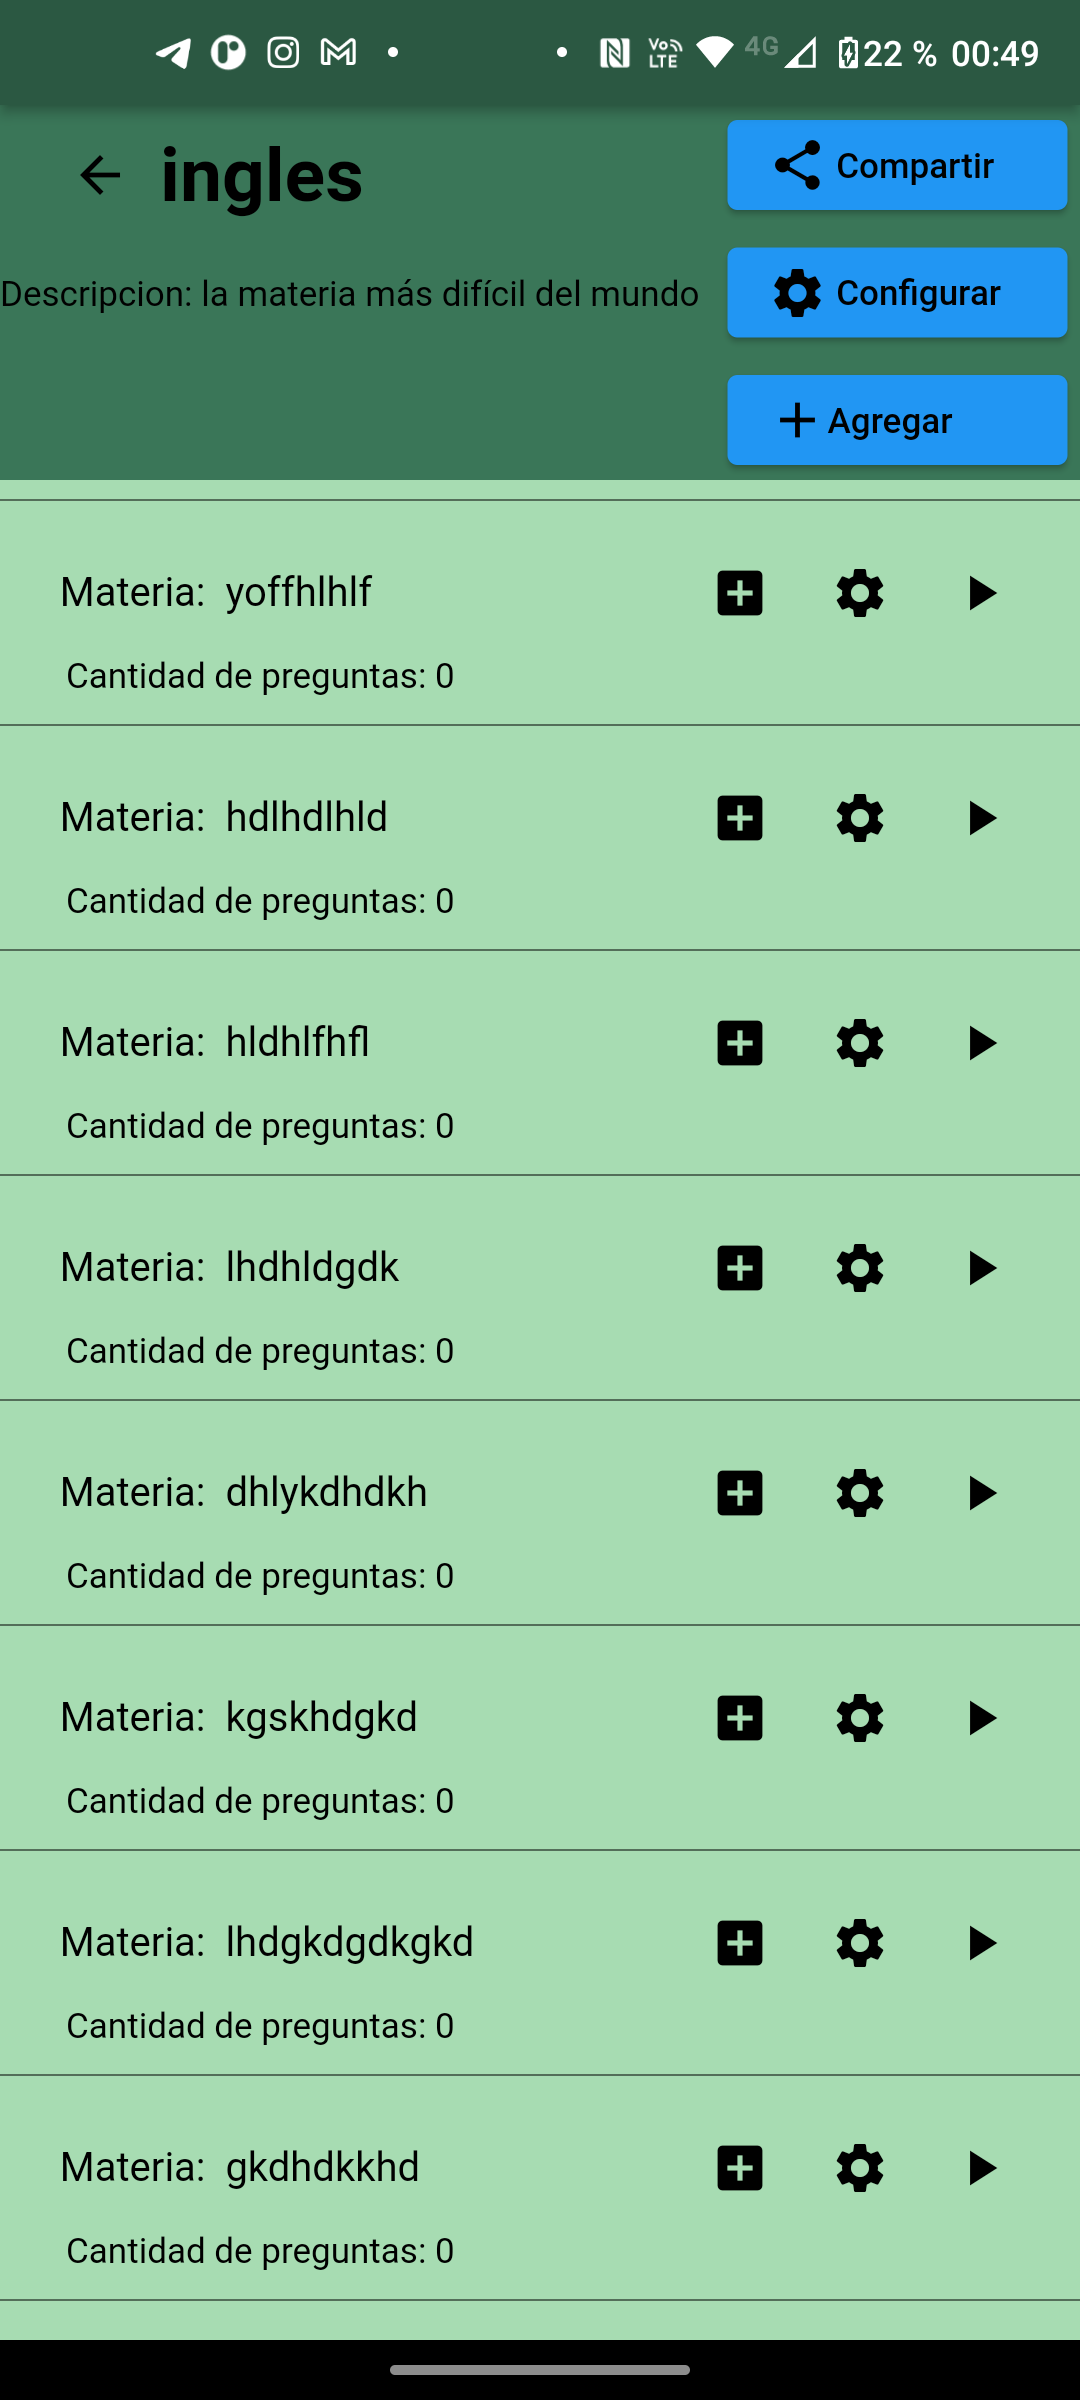 VoLTE 4G 22 % 00:49
ingles
Compartir
Descripcion: la materia más difícil del mundo
Configurar
Agregar
Materia: yoffhlhlf
Cantidad de preguntas: 0
Materia: hdlhdlhld
Cantidad de preguntas: 0
Materia: hldhlfhfl
Cantidad de preguntas: 0
Materia: lhdhldgdk
Cantidad de preguntas: 0
Materia: dhlykdhdkh
Cantidad de preguntas: 0
Materia: kgskhdgkd
Cantidad de preguntas: 0
Materia: lhdgkdgdkgkd
Cantidad de preguntas: 0
Materia: gkdhdkkhd
Cantidad de preguntas: 0